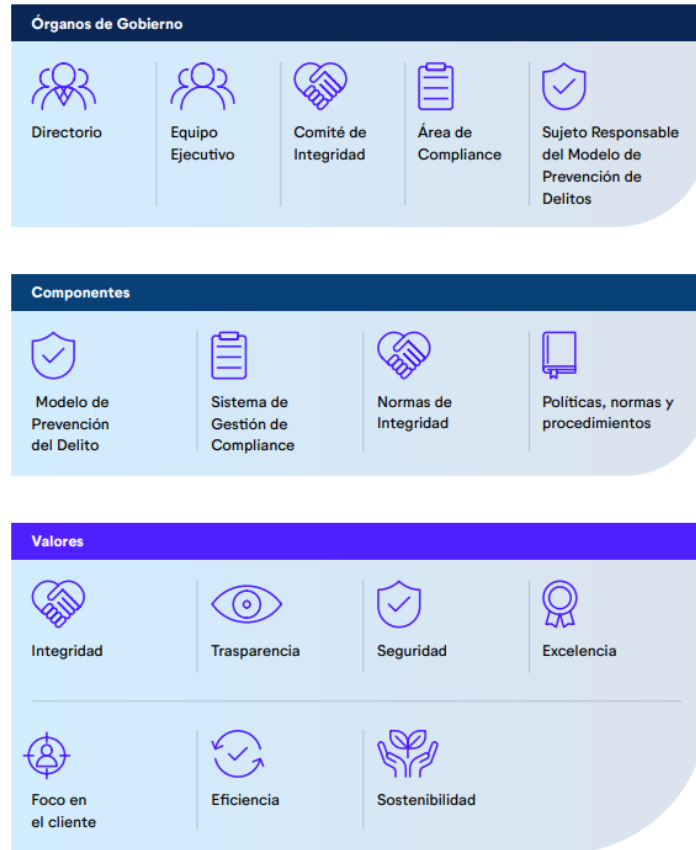 Órganos de Gobierno
Directorio
Equipo
Ejecutivo
Comité de
Integridad
Área de
Compliance
Sujeto Responsable
del Modelo de
Prevención de
Delitos
Componentes
Modelo de
Prevención
del Delito
Sistema de
Gestión de
Compliance
Normas de
Integridad
Políticas, normas y
procedimientos
Valores
Integridad
Trasparencia
Seguridad
Excelencia
Foco en
el cliente
Eficiencia
Sostenibilidad